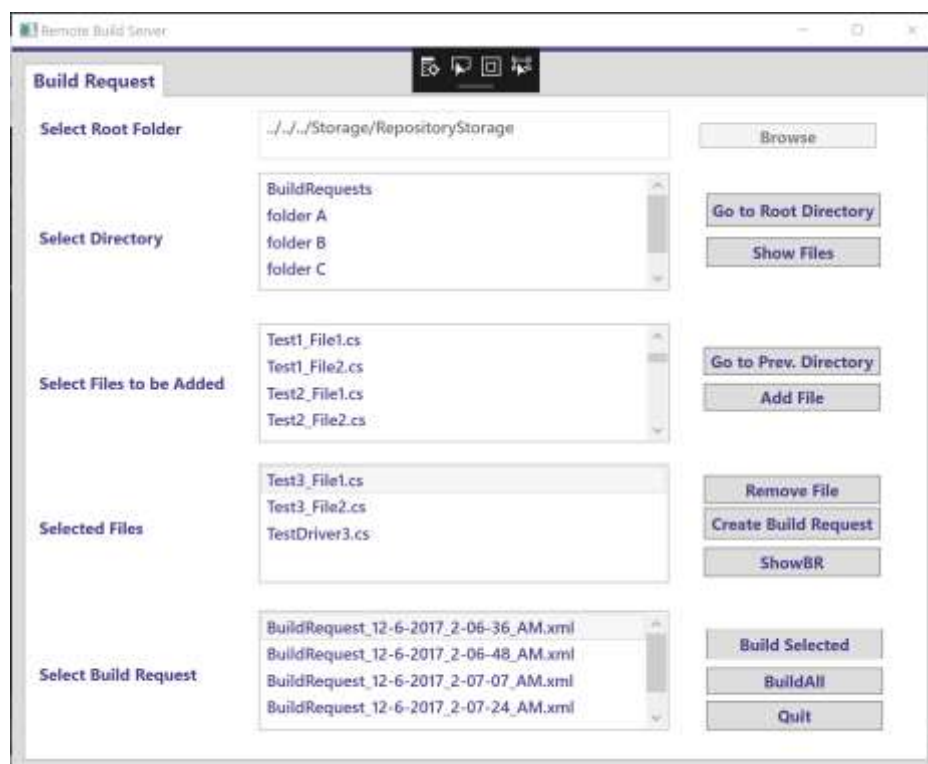 Remote Build Server
Build Request
Select Root Folder
../../../Storage/RepositoryStorage
Browse
Select Directory
BuildRequests
folder A
folder B
folder C
Go to Root Directory
Show Files
Select Files to be Added
Test1_File1.cs
Test1_File2.cs
Test2_File1.cs
Test2_File2.cs
Go to Prev. Directory
Add File
Selected Files
Test3_File1.cs
Test3_File2.cs
TestDriver3.cs
Remove File
Create Build Request
ShowBR
Select Build Request
BuildRequest_12-6-2017_2-06-36_AM.xml
BuildRequest_12-6-2017_2-06-48_AM.xml
BuildRequest_12-6-2017_2-07-07_AM.xml
BuildRequest_12-6-2017_2-07-24_AM.xml
Build Selected
BuildAll
Quit